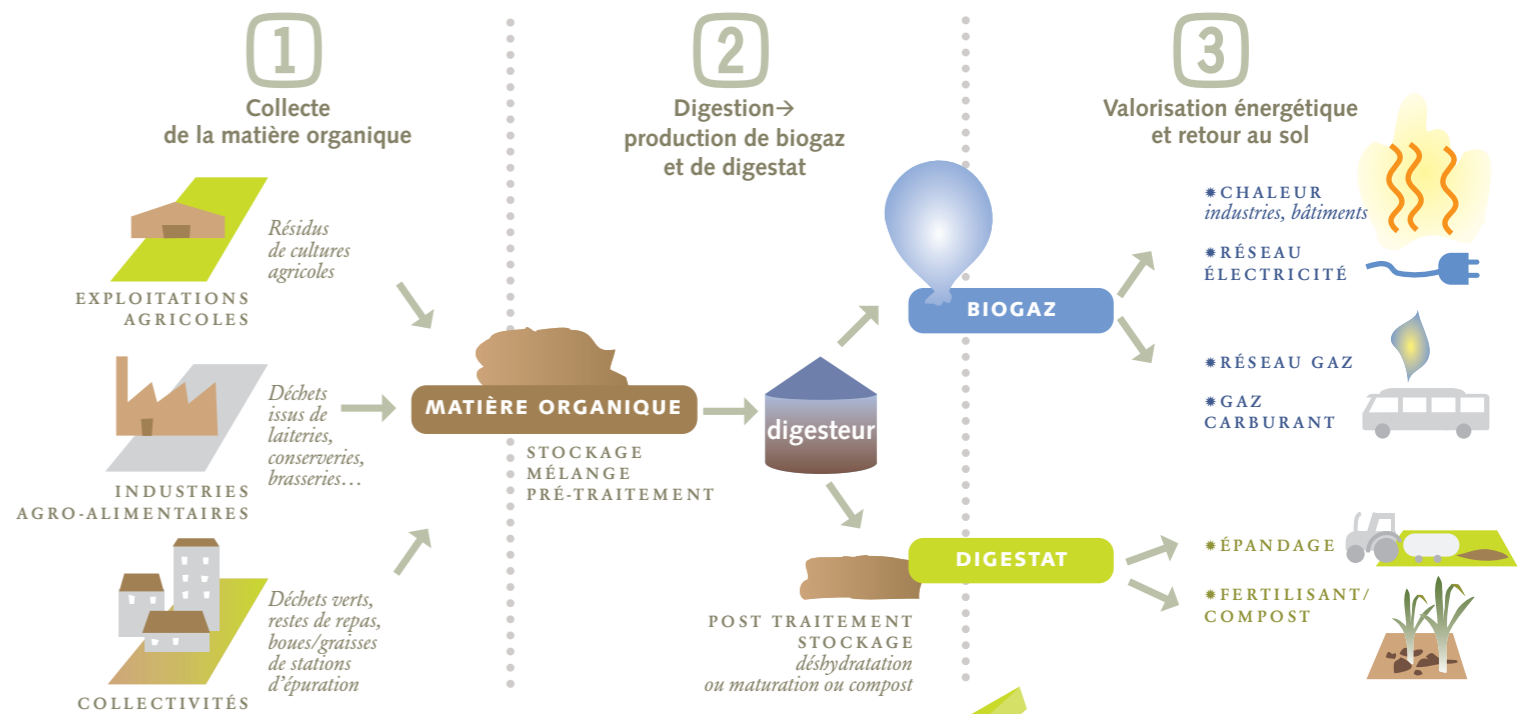 1
Collecte
de la matière organique
Résidus
de cultures
agricoles
EXPLOITATIONS
AGRICOLES
Déchets
issus de
laiteries,
conserveries,
brasseries…
INDUSTRIES
AGRO-ALIMENTAIRES
Déchets verts,
restes de repas,
boues/graisses
de stations
d’épuration
COLLECTIVITÉS
2
Digestion→
production de biogaz
et de digestat
MATIÈRE ORGANIQUE
STOCKAGE
MÉLANGE
PRÉ-TRAITEMENT
digesteur
BIOGAZ
DIGESTAT
POST TRAITEMENT
STOCKAGE
déshydratation
ou maturation ou compost
3
Valorisation énergétique
et retour au sol
✹CHALEUR
industries, bâtiments
✹RÉSEAU
ÉLECTRICITÉ
✹RÉSEAU GAZ
✹GAZ
CARBURANT
✹ÉPANDAGE
✹FERTILISANT/
COMPOST